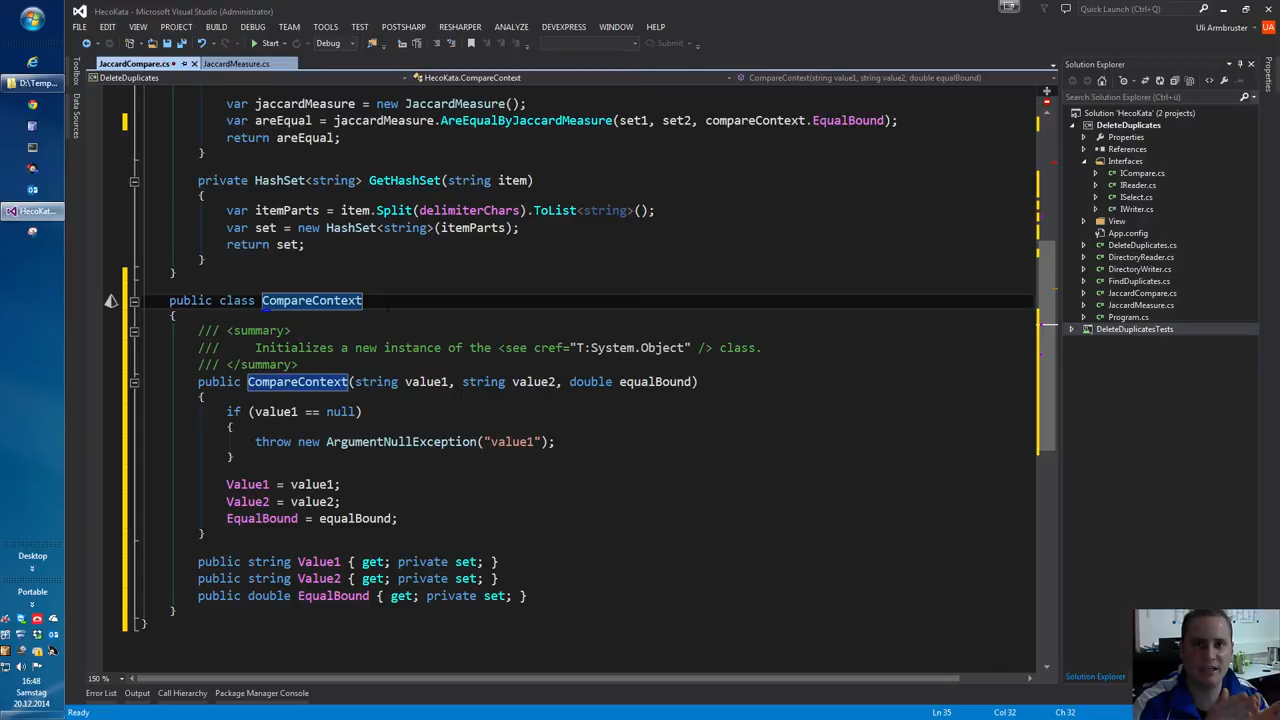 HecoKata - Microsoft Visual Studio (Administrator)
Quick Launch (Ctrl+Q)
FILE EDIT VIEW PROJECT BUILD DEBUG TEAM TOOLS TEST POSTSHARP RESHARPER ANALYZE DEVEXPRESS WINDOW HELP
Uli Armbruster UA
Start Debug Submit
JaccardCompare.cs JaccardMeasure.cs
DeleteDuplicates HecoKata.CompareContext CompareContext(string value1, string value2, double equalBound)
Toolbox
Data Sources
var jaccardMeasure = new JaccardMeasure();
var areEqual = jaccardMeasure.AreEqualByJaccardMeasure(set1, set2, compareContext.EqualBound);
return areEqual;
}
private HashSet<string> GetHashSet(string item)
{
var itemParts = item.Split(delimiterChars).ToList<string>();
var set = new HashSet<string>(itemParts);
return set;
}
}
public class CompareContext
{
/// <summary>
///     Initializes a new instance of the <see cref="T:System.Object" /> class.
/// </summary>
public CompareContext(string value1, string value2, double equalBound)
{
if (value1 == null)
{
throw new ArgumentNullException("value1");
}
Value1 = value1;
Value2 = value2;
EqualBound = equalBound;
}
public string Value1 { get; private set; }
public string Value2 { get; private set; }
public double EqualBound { get; private set; }
}
}
150 %
Error List Output Call Hierarchy Package Manager Console
Ready Ln 35 Col 32 Ch 32
Solution Explorer
Search Solution Explorer (Ctrl+ü)
Solution 'HecoKata' (2 projects)
DeleteDuplicates
Properties
References
Interfaces
ICompare.cs
IReader.cs
ISelect.cs
IWriter.cs
View
App.config
DeleteDuplicates.cs
DirectoryReader.cs
DirectoryWriter.cs
FindDuplicates.cs
JaccardCompare.cs
JaccardMeasure.cs
Program.cs
DeleteDuplicatesTests
Solution Explorer
Properties
D:\Temp...
HecoKat...
Desktop
Portable
16:48
Samstag
20.12.2014